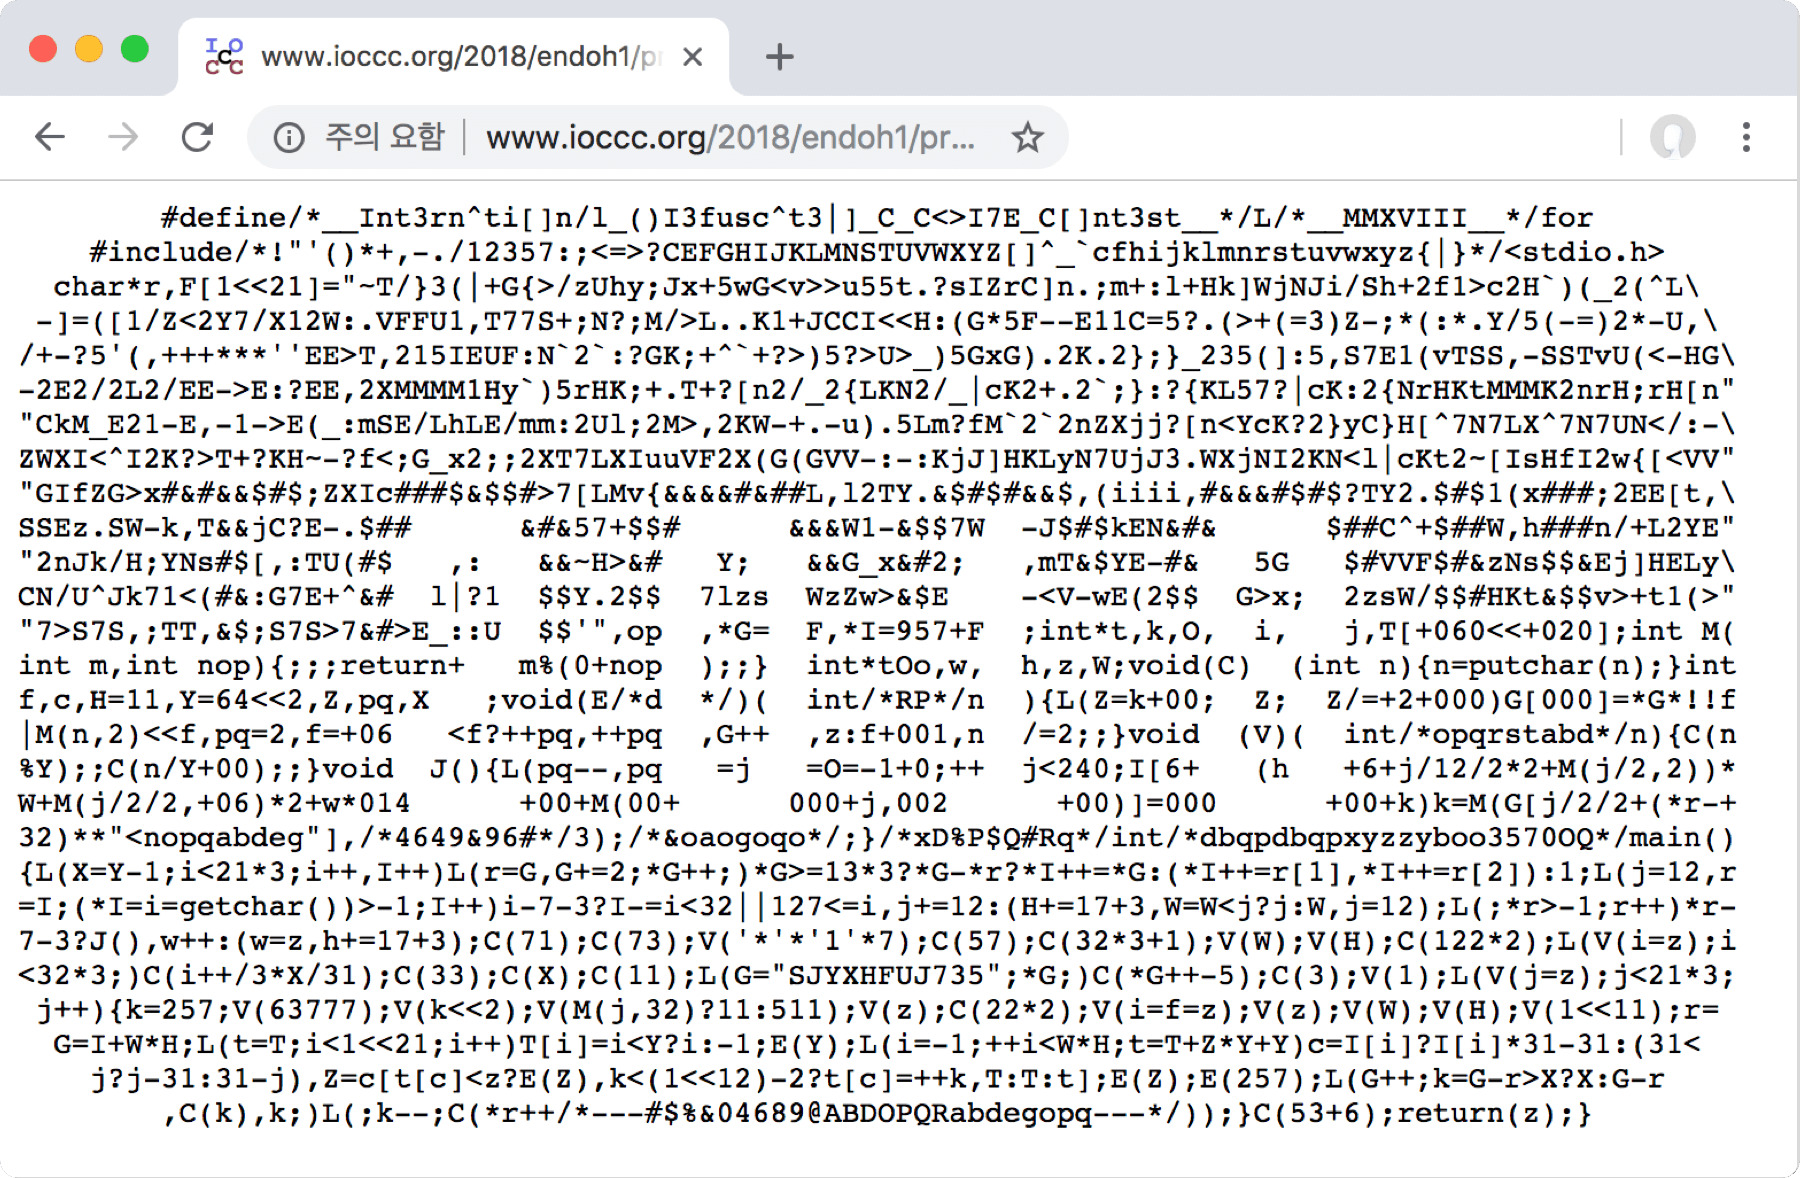 IOCCC
www.ioccc.org/2018/endoh1/pr
주의 요함 www.ioccc.org/2018/endoh1/pr...
#define/*__Int3rn^ti[]n/l_()I3fusc^t3|]_C_C<>I7E_C[]nt3st__*/L/*__MMXVIII__*/for
#include/*!"'()*+,-./12357:;<=>?CEFGHIJKLMNSTUVWXYZ[]^_`cfhijklmnrstuvwxyz{|}*/<stdio.h>
char*r,F[1<<21]="~T/}3(|+G{>/zUhy;Jx+5wG<v>>u55t.?sIZrC]n.;m+:l+Hk]WjNJi/Sh+2f1>c2H`)(_2(^L\
-]=([1/Z<2Y7/X12W:.VFFU1,T77S+;N?;M/>L..K1+JCCI<<H:(G*5F--E11C=5?.(>+(=3)Z-;*(:*.Y/5(-=)2*-U,\
/+-?5'(,+++***''EE>T,215IEUF:N`2`:?GK;+^`+?>)5?>U>_)5GxG).2K.2};}_235(]:5,S7E1(vTSS,-SSTvU(<-HG\
-2E2/2L2/EE->E:?EE,2XMMMM1Hy`)5rHK;+.T+?[n2/_2{LKN2/_|cK2+.2`;}:?{KL57?|cK:2{NrHKtMMMK2nrH;rH[n"
"CkM_E21-E,-1->E(_:mSE/LhLE/mm:2Ul;2M>,2KW-+.-u).5Lm?fM`2`2nZXjj?[n<YcK?2}yC}H[^7N7LX^7N7UN</:-\
ZWXI<^I2K?>T+?KH~-?f<;G_x2;;2XT7LXIuuVF2X(G(GVV-:-:KjJ]HKLyN7UjJ3.WXjNI2KN<l|cKt2~[IsHfI2w{[<VV"
"GIfZG>x#&#&&$#$;ZXIc###$&$$#>7[LMv{&&&&#&##L,l2TY.&$#$#&&$,(iiii,#&&&#$#$?TY2.$#$1(x###;2EE[t,\
SSEz.SW-k,T&&jC?E-.$## &#&57+$$# &&&W1-&$$7W -J$#$kEN&#& $##C^+$##W,h###n/+L2YE"
"2nJk/H;YNs#$[,:TU(#$ ,: &&~H>&# Y; &&G_x&#2; ,mT&$YE-#& 5G $#VVF$#&zNs$$&Ej]HELy\
CN/U^Jk71<(#&:G7E+^&# l|?1 $$Y.2$$ 7lzs WzZw>&$E -<V-wE(2$$ G>x; 2zsW/$$#HKt&$$v>+t1(>"
"7>S7S,;TT,&$;S7S>7&#>E_::U $$'",op ,*G= F,*I=957+F ;int*t,k,O, i, j,T[+060<<+020];int M(
int m,int nop){;;;return+ m%(0+nop );;} int*tOo,w, h,z,W;void(C) (int n){n=putchar(n);}int
f,c,H=11,Y=64<<2,Z,pq,X ;void(E/*d */)( int/*RP*/n ){L(Z=k+00; Z; Z/=+2+000)G[000]=*G*!!f
|M(n,2)<<f,pq=2,f=+06 <f?++pq,++pq ,G++ ,z:f+001,n /=2;;}void (V)( int/*opqrstabd*/n){C(n
%Y);;C(n/Y+00);;}void J(){L(pq--,pq =j =O=-1+0;++ j<240;I[6+ (h +6+j/12/2*2+M(j/2,2))*
W+M(j/2/2,+06)*2+w*014 +00+M(00+ 000+j,002 +00)]=000 +00+k)k=M(G[j/2/2+(*r-+
32)**"<nopqabdeg"],/*4649&96#*/3);/*&oaogoqo*/;}/*xD%P$Q#Rq*/int/*dbqpdbqpxyzzyboo3570OQ*/main()
{L(X=Y-1;i<21*3;i++,I++)L(r=G,G+=2;*G++;)*G>=13*3?*G-*r?*I++=*G:(*I++=r[1],*I++=r[2]):1;L(j=12,r
=I;(*I=i=getchar())>-1;I++)i-7-3?I-=i<32||127<=i,j+=12:(H+=17+3,W=W<j?j:W,j=12);L(;*r>-1;r++)*r-
7-3?J(),w++:(w=z,h+=17+3);C(71);C(73);V('*'*'1'*7);C(57);C(32*3+1);V(W);V(H);C(122*2);L(V(i=z);i
<32*3;)C(i++/3*X/31);C(33);C(X);C(11);L(G="SJYXHFUJ735";*G;)C(*G++-5);C(3);V(1);L(V(j=z);j<21*3;
j++){k=257;V(63777);V(k<<2);V(M(j,32)?11:511);V(z);C(22*2);V(i=f=z);V(z);V(W);V(H);V(1<<11);r=
G=I+W*H;L(t=T;i<1<<21;i++)T[i]=i<Y?i:-1;E(Y);L(i=-1;++i<W*H;t=T+Z*Y+Y)c=I[i]?I[i]*31-31:(31<
j?j-31:31-j),Z=c[t[c]<z?E(Z),k<(1<<12)-2?t[c]=++k,T:T:t];E(Z);E(257);L(G++;k=G-r>X?X:G-r
,C(k),k;)L(;k--;C(*r++/*---#$%&04689@ABDOPQRabdegopq---*/));}C(53+6);return(z);}